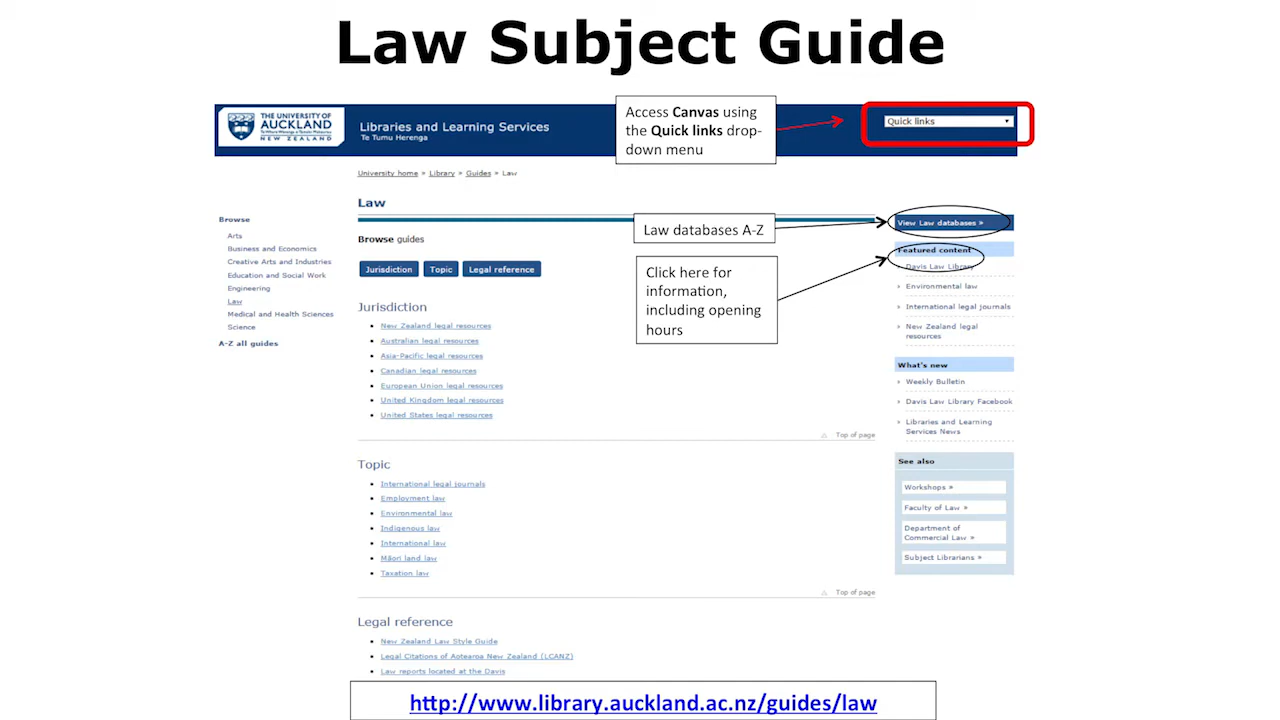 Law Subject Guide
THE UNIVERSITY OF
AUCKLAND
Te Whare Wānanga o Tāmaki Makaurau
NEW ZEALAND
Libraries and Learning Services
Te Tumu Herenga
Access Canvas using
the Quick links drop-
down menu
Quick links
University home » Library » Guides » Law
Law
Browse
Arts
Business and Economics
Creative Arts and Industries
Education and Social Work
Engineering
Law
Medical and Health Sciences
Science
A-Z all guides
Browse guides
Jurisdiction
Topic
Legal reference
Jurisdiction
• New Zealand legal resources
• Australian legal resources
• Asia-Pacific legal resources
• Canadian legal resources
• European Union legal resources
• United Kingdom legal resources
• United States legal resources
Top of page
Topic
• International legal journals
• Employment law
• Environmental law
• Indigenous law
• International law
• Māori land law
• Taxation law
Top of page
Legal reference
• New Zealand Law Style Guide
• Legal Citations of Aotearoa New Zealand (LCANZ)
• Law reports located at the Davis
Law databases A-Z
Click here for
information,
including opening
hours
View Law databases »
Featured content
Davis Law Library
Environmental law
International legal journals
New Zealand legal
resources
What's new
Weekly Bulletin
Davis Law Library Facebook
Libraries and Learning
Services News
See also
Workshops »
Faculty of Law »
Department of
Commercial Law »
Subject Librarians »
http://www.library.auckland.ac.nz/guides/law